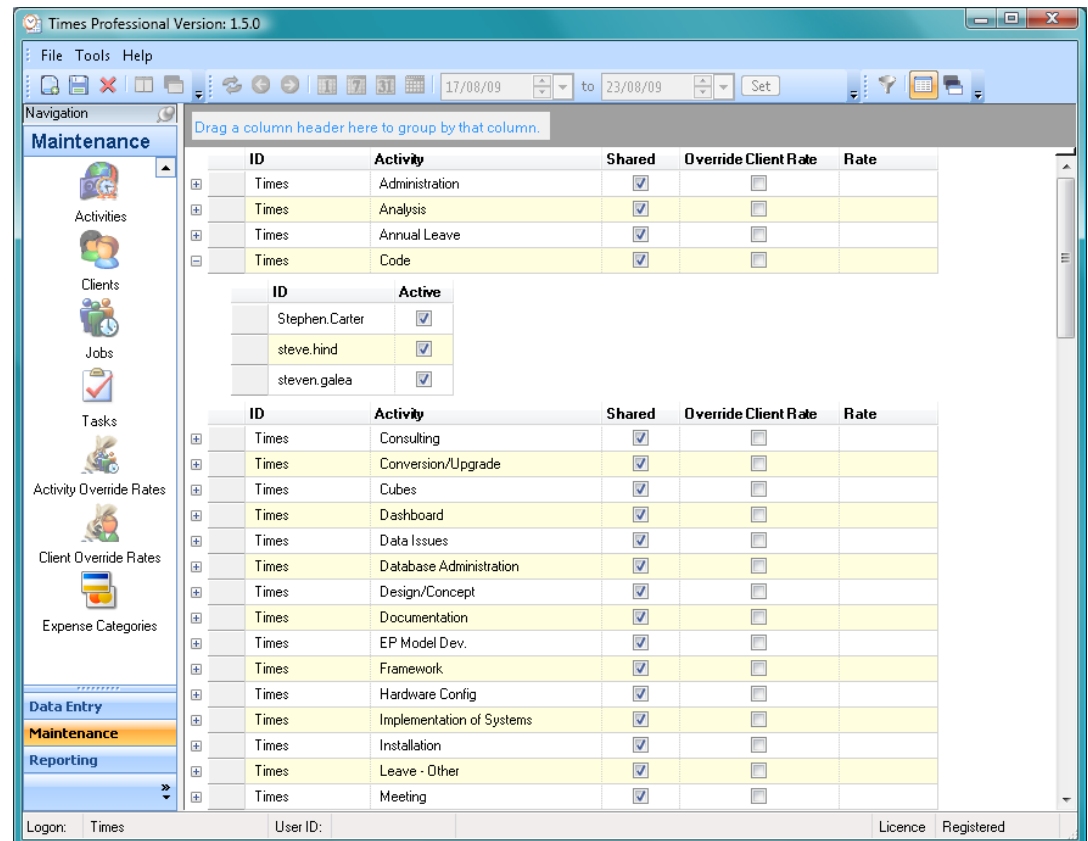 Times Professional Version: 1.5.0
File Tools Help
1 7 31 17/08/09 to 23/08/09 Set
Navigation
Maintenance
Activities
Clients
Jobs
Tasks
Activity Override Rates
Client Override Rates
Expense Categories
Data Entry
Maintenance
Reporting
Drag a column header here to group by that column.
ID Activity Shared Override Client Rate Rate
Times Administration
Times Analysis
Times Annual Leave
Times Code
ID Active
Stephen.Carter
steve.hind
steven.galea
ID Activity Shared Override Client Rate Rate
Times Consulting
Times Conversion/Upgrade
Times Cubes
Times Dashboard
Times Data Issues
Times Database Administration
Times Design/Concept
Times Documentation
Times EP Model Dev.
Times Framework
Times Hardware Config
Times Implementation of Systems
Times Installation
Times Leave - Other
Times Meeting
Logon: Times User ID: Licence Registered